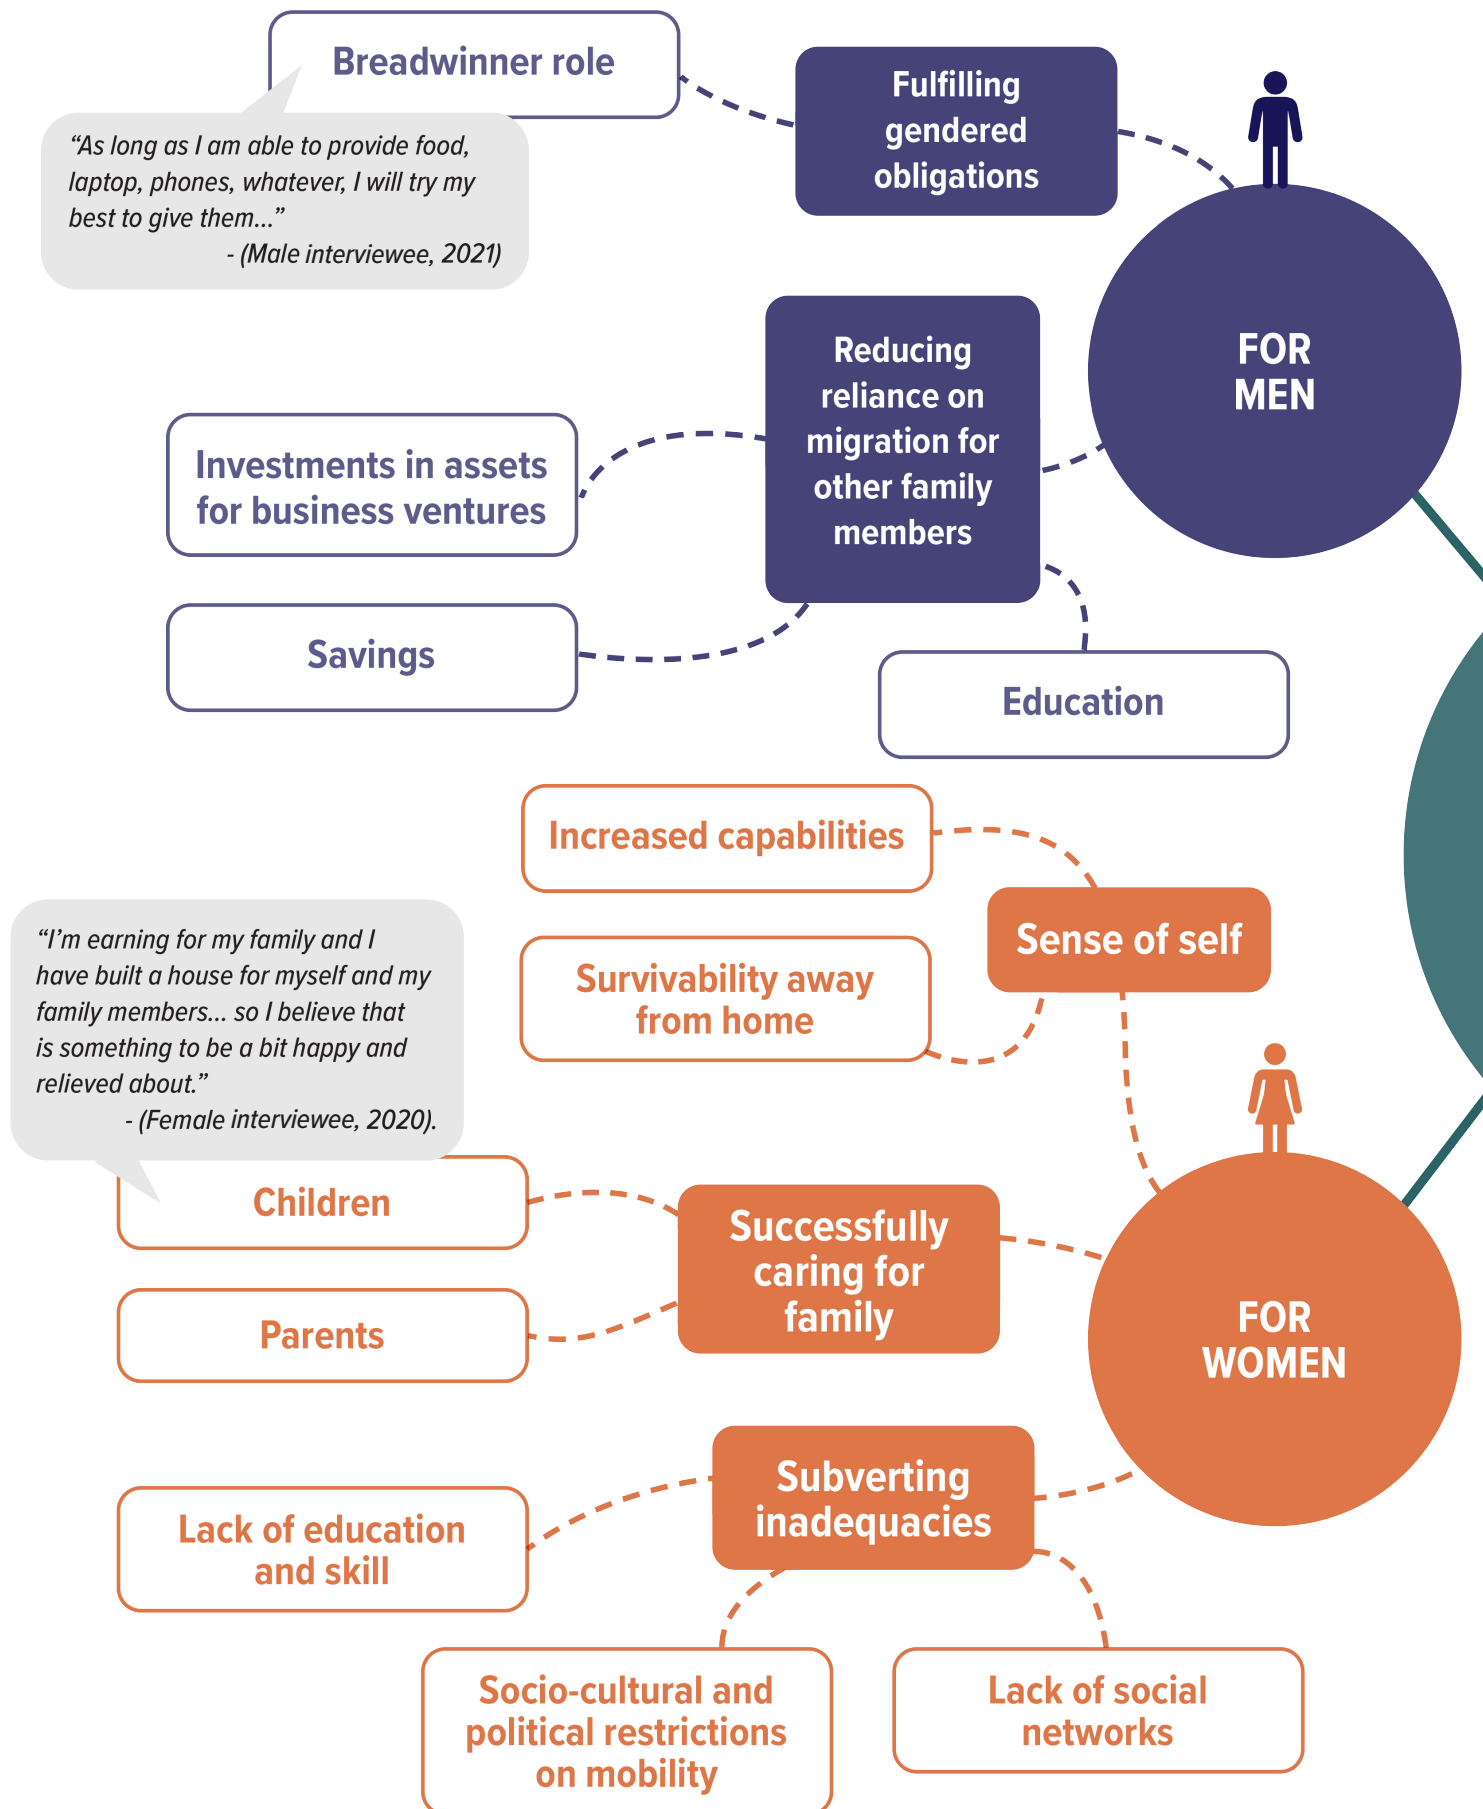 Breadwinner role
“As long as I am able to provide food,
laptop, phones, whatever, I will try my
best to give them...”
- (Male interviewee, 2021)
Fulfilling
gendered
obligations
FOR
MEN
Reducing
reliance on
migration for
other family
members
Investments in assets
for business ventures
Savings
Education
Increased capabilities
Sense of self
Survivability away
from home
“I’m earning for my family and I
have built a house for myself and my
family members... so I believe that
is something to be a bit happy and
relieved about.”
- (Female interviewee, 2020).
Children
Successfully
caring for
family
Parents
FOR
WOMEN
Subverting
inadequacies
Lack of education
and skill
Socio-cultural and
political restrictions
on mobility
Lack of social
networks